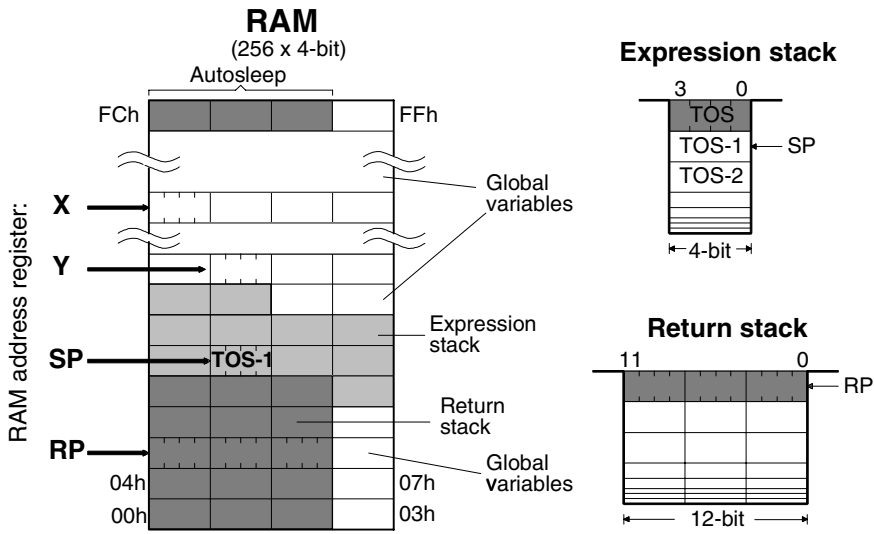 RAM
(256 x 4-bit)
Autosleep
FCh
FFh
RAM address register:
X
Y
SP
TOS-1
RP
04h
00h
07h
03h
Global
variables
Expression
stack
Return
stack
Global
variables
Expression stack
3 0
TOS
TOS-1
TOS-2
SP
4-bit
Return stack
11 0
RP
12-bit